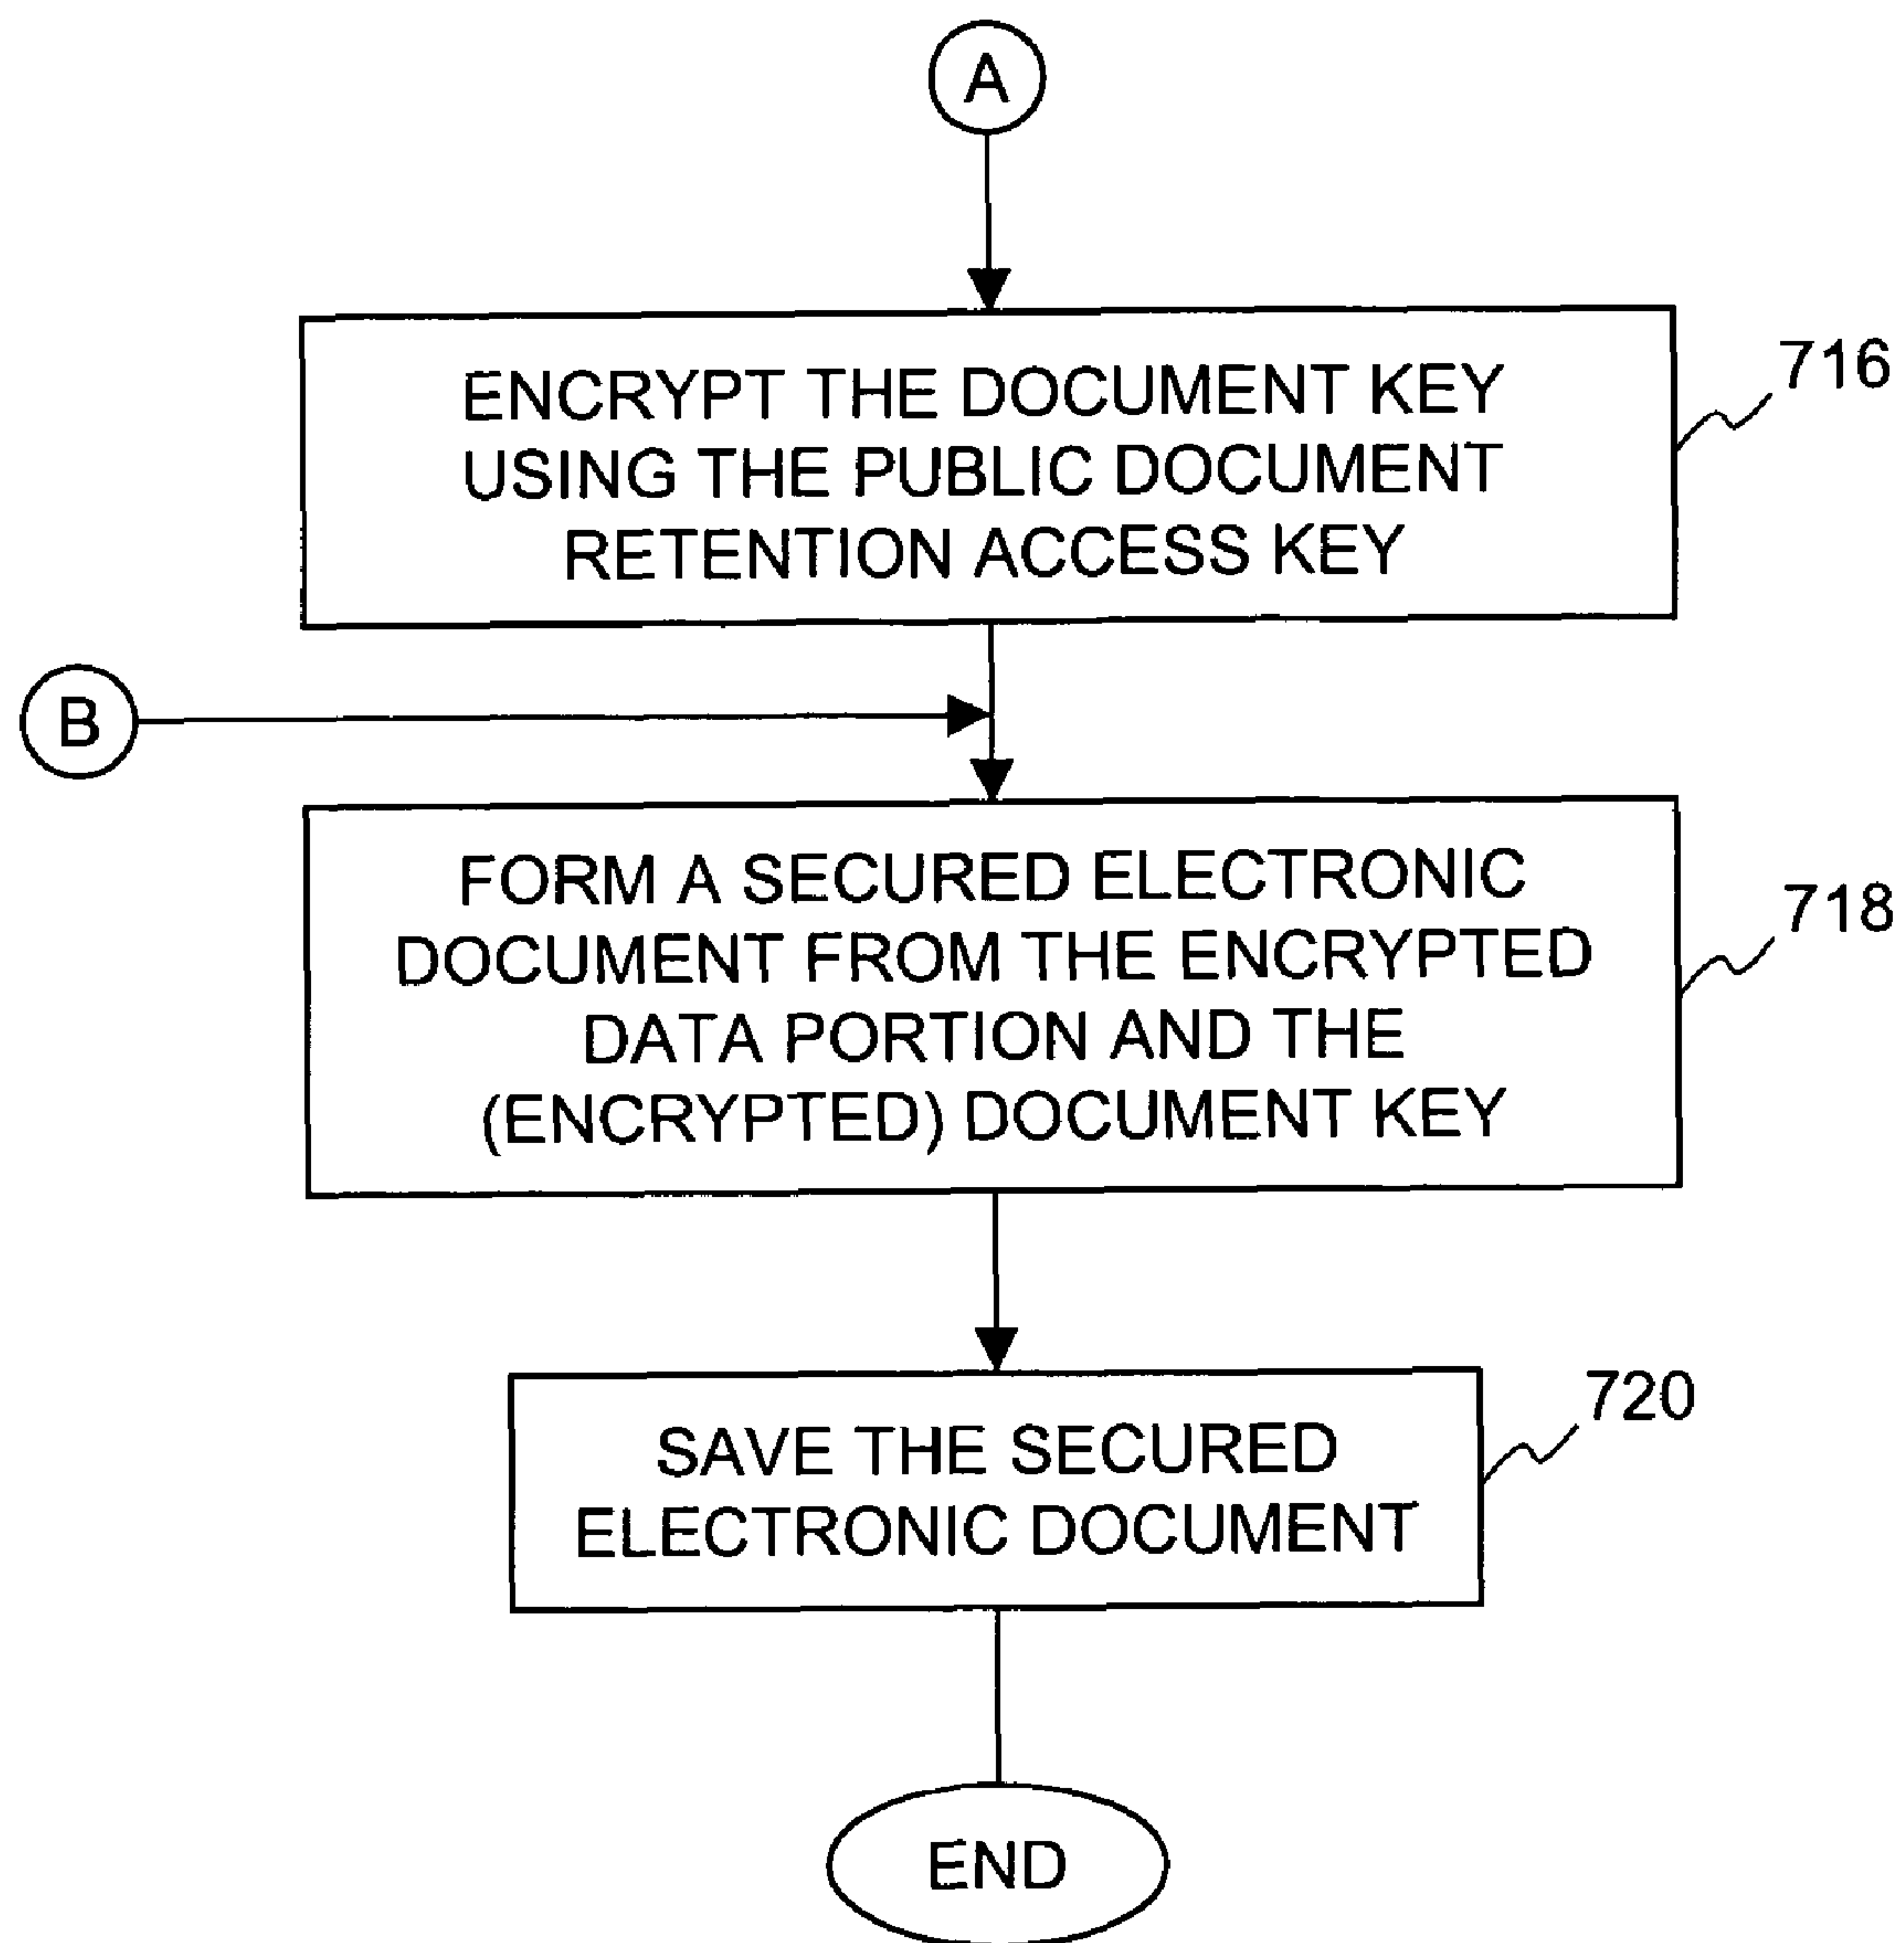 A
ENCRYPT THE DOCUMENT KEY
USING THE PUBLIC DOCUMENT
RETENTION ACCESS KEY
716
B
FORM A SECURED ELECTRONIC
DOCUMENT FROM THE ENCRYPTED
DATA PORTION AND THE
(ENCRYPTED) DOCUMENT KEY
718
SAVE THE SECURED
ELECTRONIC DOCUMENT
720
END